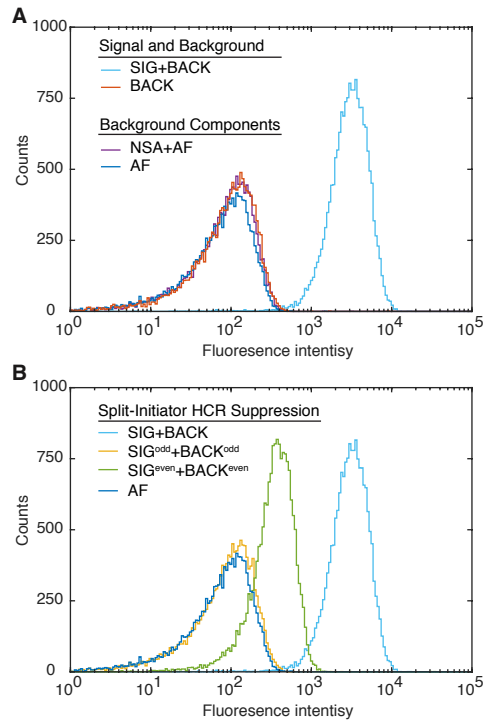 A
1000
750
500
250
0
Counts
Signal and Background
SIG+BACK
BACK
Background Components
NSA+AF
AF
10^0 10^1 10^2 10^3 10^4 10^5
Fluoresence intentisy
B
1000
750
500
250
0
Counts
Split-Initiator HCR Suppression
SIG+BACK
SIG^odd+BACK^odd
SIG^even+BACK^even
AF
10^0 10^1 10^2 10^3 10^4 10^5
Fluoresence intentisy